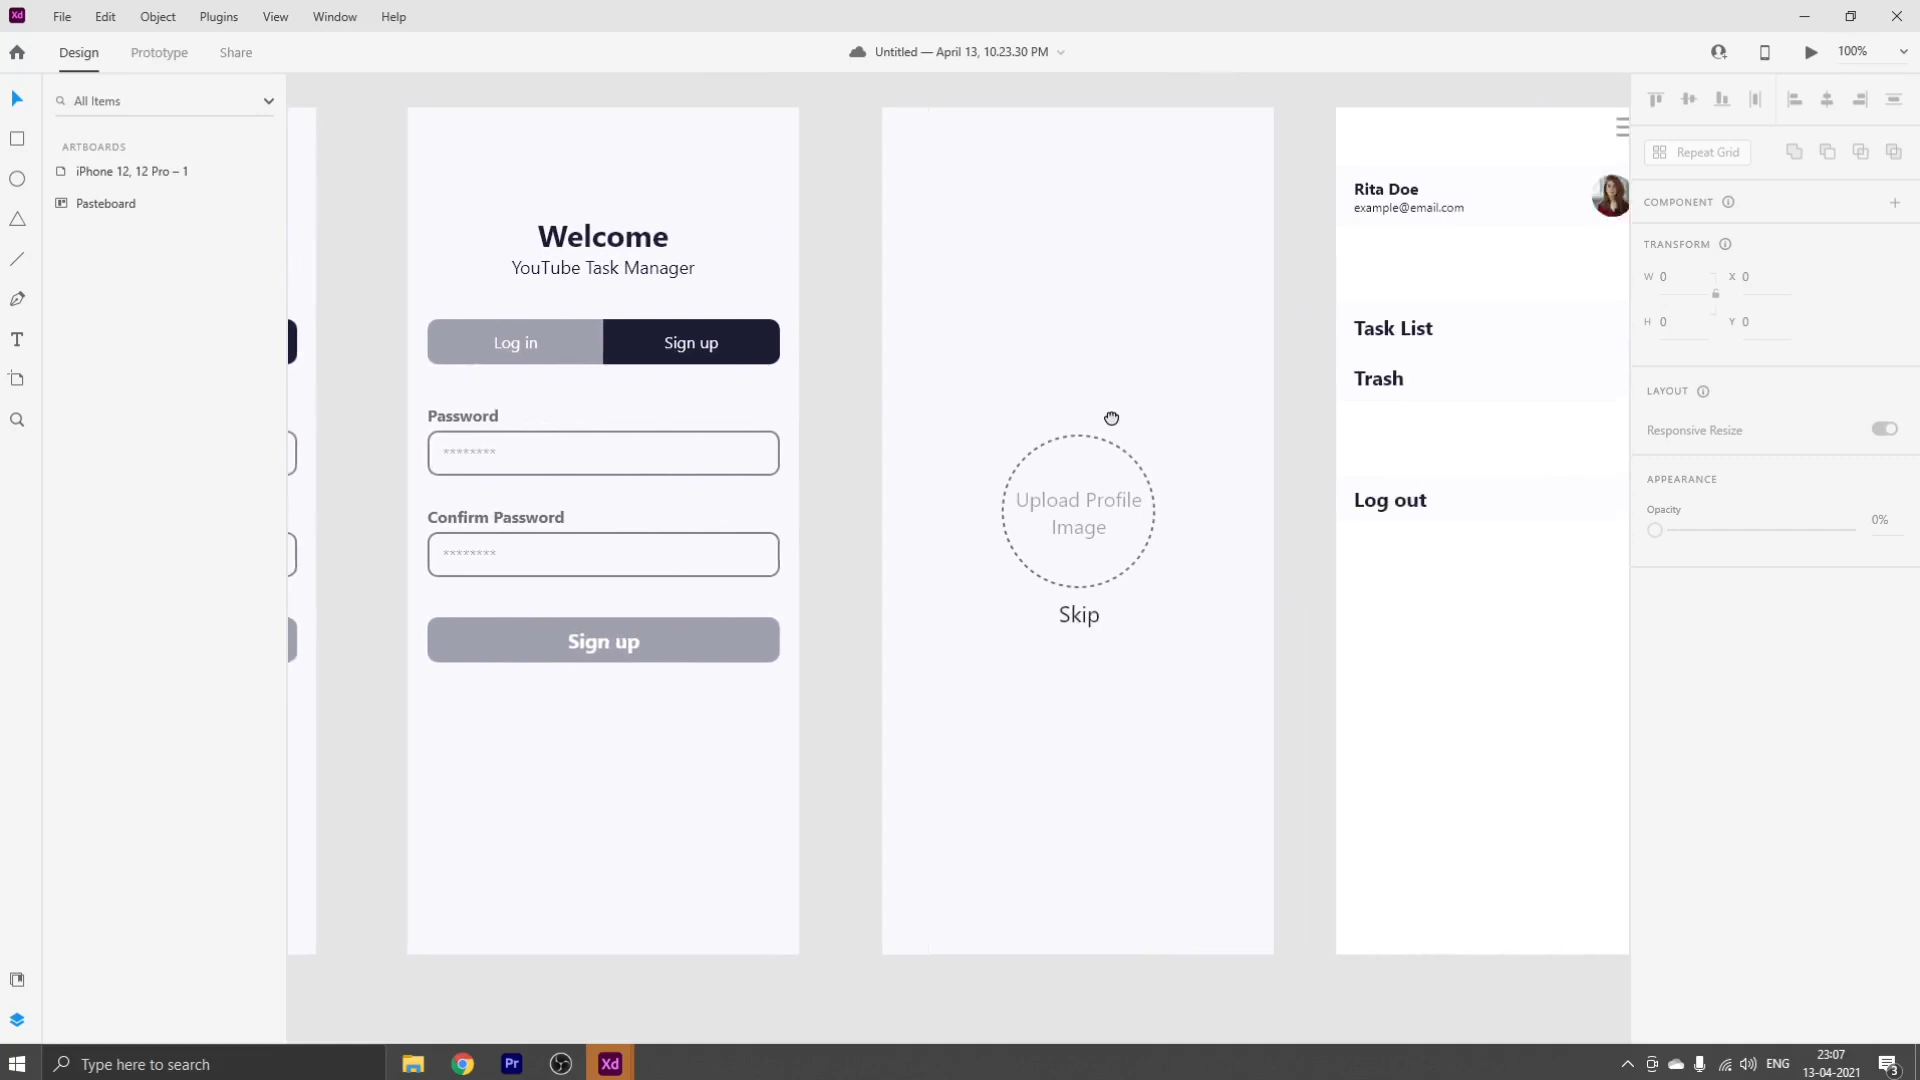 Xd File Edit Object Plugins View Window Help
Design Prototype Share
Untitled — April 13, 10.23.30 PM
100%
All Items
ARTBOARDS
iPhone 12, 12 Pro – 1
Pasteboard
T
Welcome
YouTube Task Manager
Log in Sign up
Password
********
Confirm Password
********
Sign up
Upload Profile
Image
Skip
Rita Doe
example@email.com
Task List
Trash
Log out
Repeat Grid
COMPONENT
TRANSFORM
W 0 X 0
H 0 Y 0
LAYOUT
Responsive Resize
APPEARANCE
Opacity
0%
Type here to search
Pr
Xd
ENG
23:07
13-04-2021
3